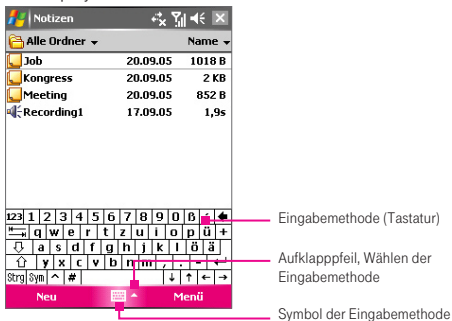 Notizen
Alle Ordner Name
Job 20.09.05 1018 B
Kongress 20.09.05 2 KB
Meeting 20.09.05 852 B
Recording1 17.09.05 1,9s
123 1 2 3 4 5 6 7 8 9 0 ß ´
q w e r t z u i o p ü +
a s d f g h j k l ö ä
y x c v b n m , . -
Strg Sym ^ # ↓ ↑ ← →
Neu Menü
Eingabemethode (Tastatur)
Aufklapppfeil, Wählen der
Eingabemethode
Symbol der Eingabemethode